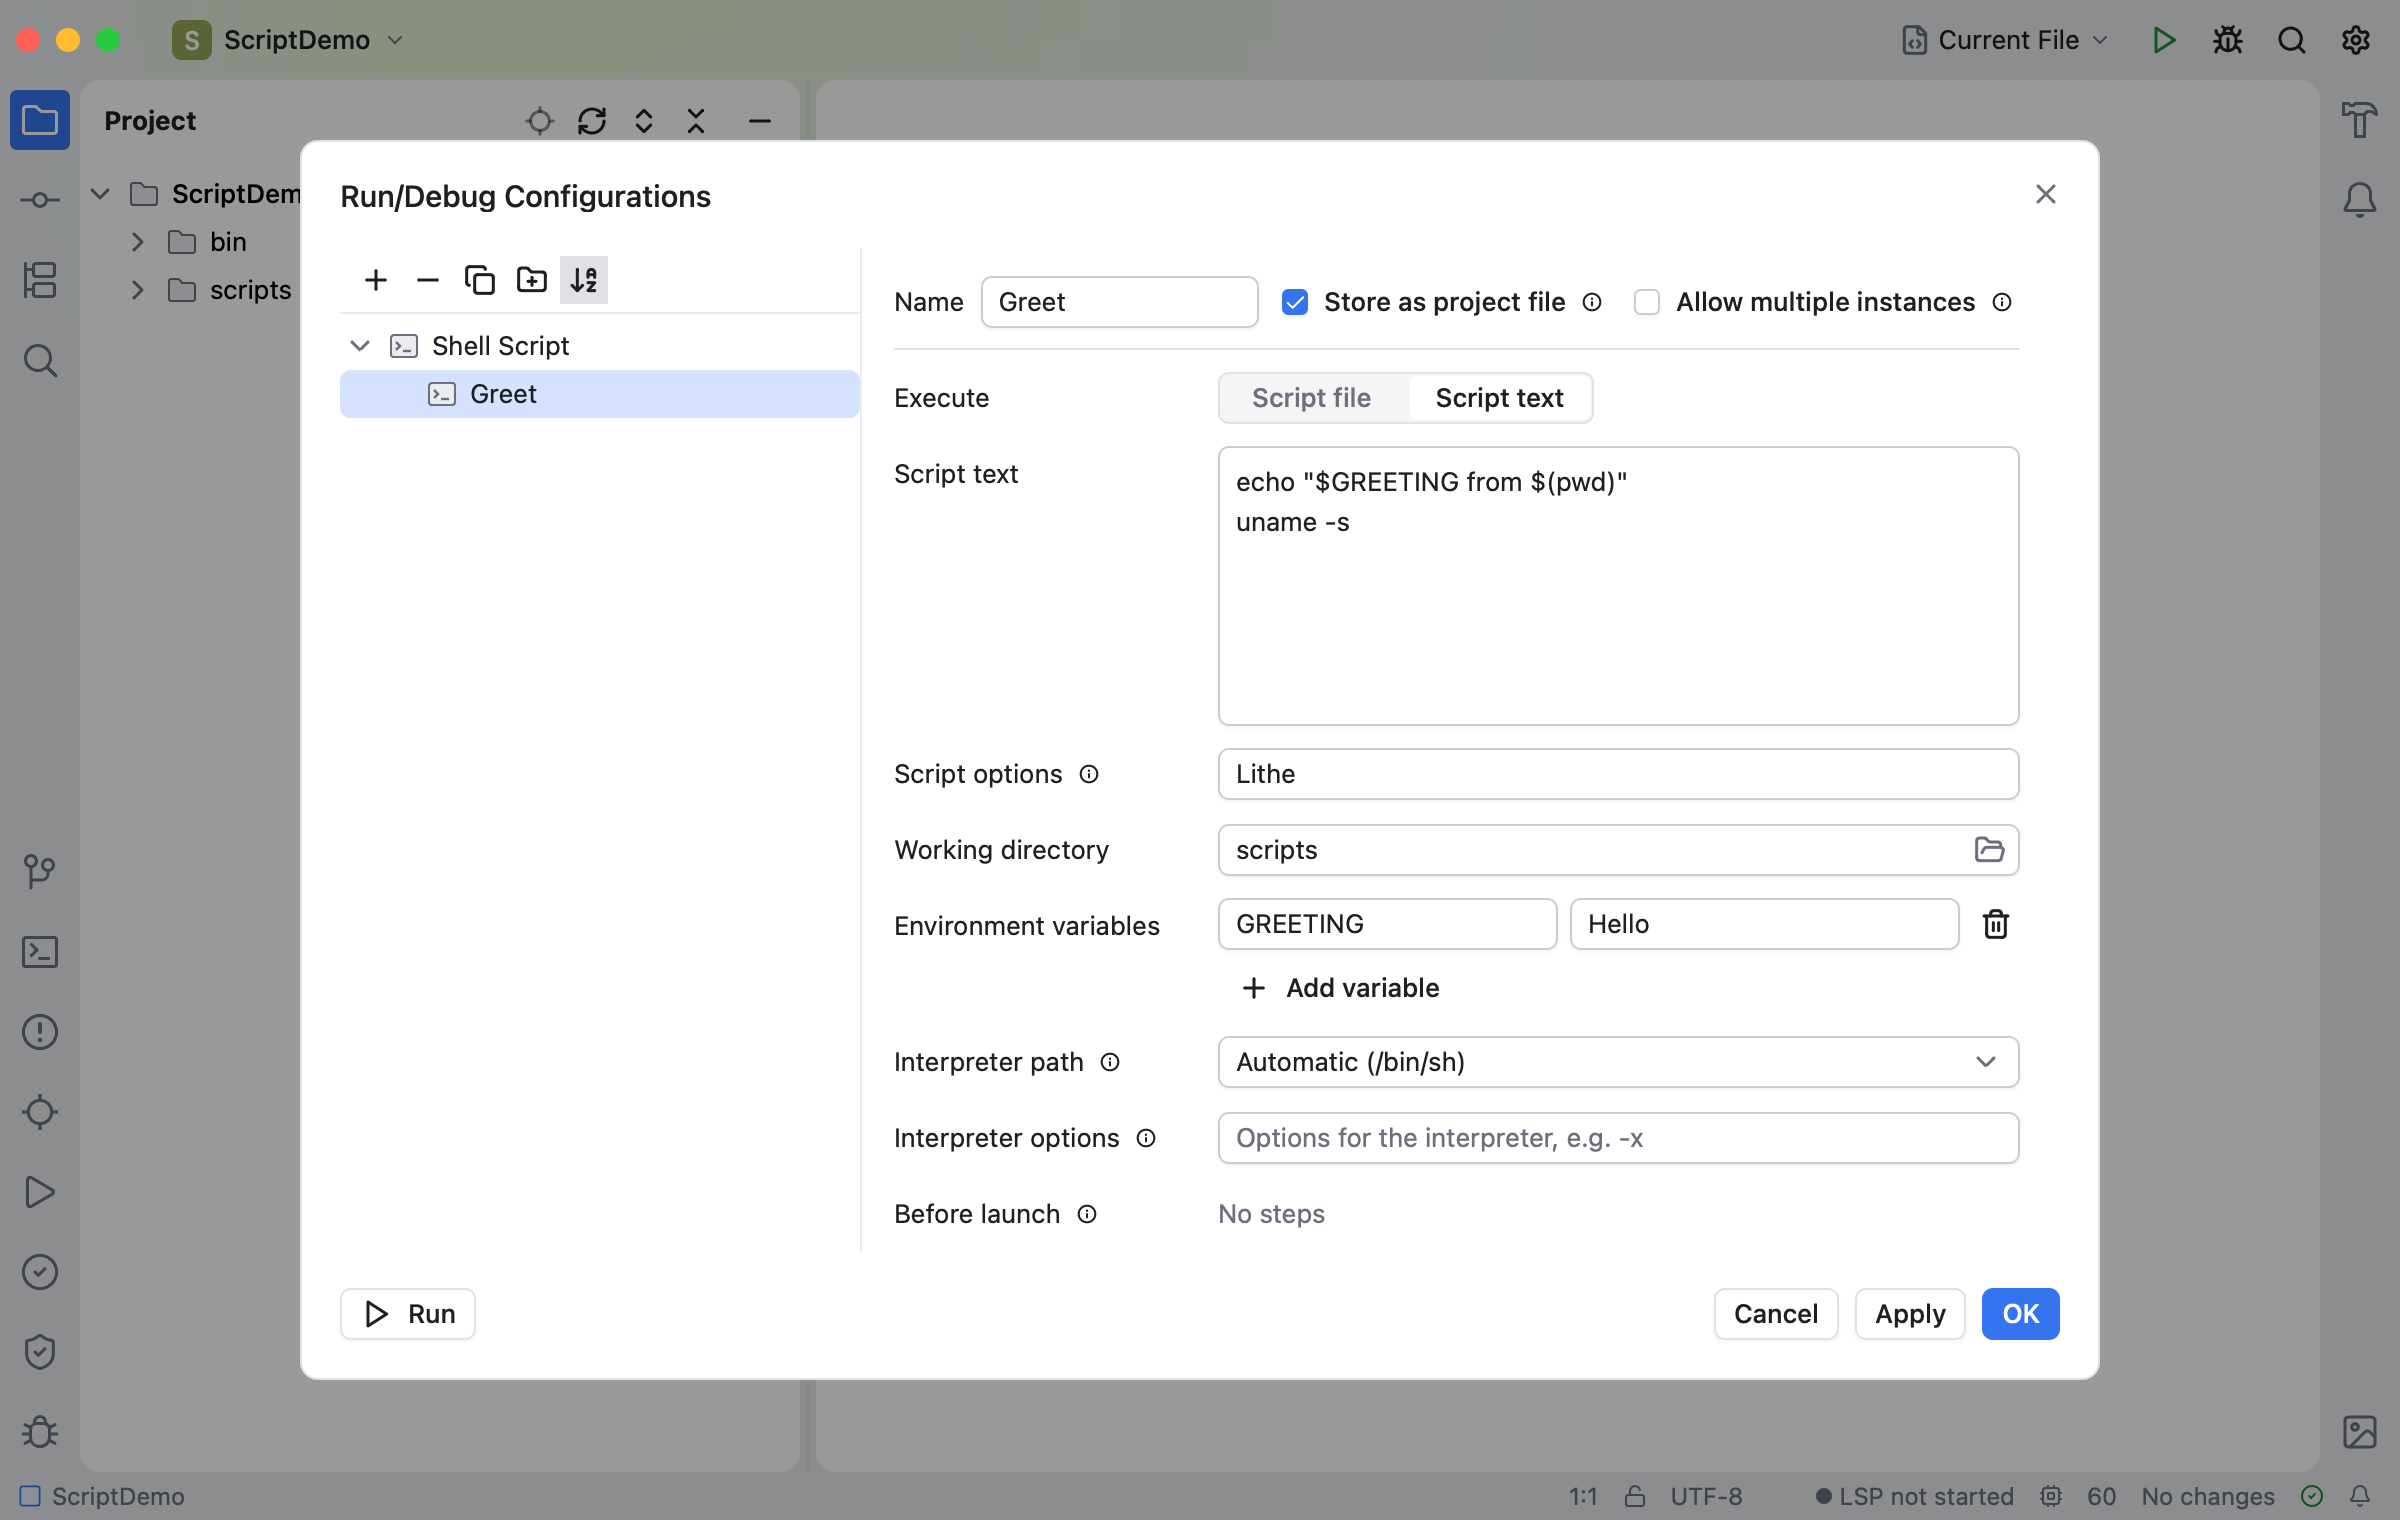 S ScriptDemo
Current File
Project
ScriptDem
bin
scripts
Run/Debug Configurations
Shell Script
Greet
Name Greet Store as project file Allow multiple instances
Execute Script file Script text
Script text
echo "$GREETING from $(pwd)"
uname -s
Script options Lithe
Working directory scripts
Environment variables GREETING Hello
Add variable
Interpreter path Automatic (/bin/sh)
Interpreter options Options for the interpreter, e.g. -x
Before launch No steps
Run Cancel Apply OK
ScriptDemo 1:1 UTF-8 LSP not started 60 No changes